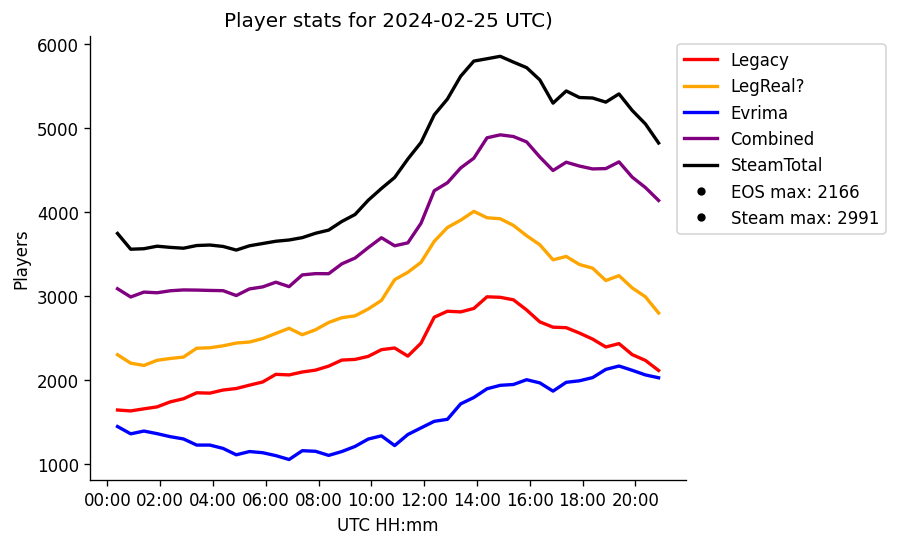 Player stats for 2024-02-25 UTC)
6000
5000
4000
3000
2000
1000
Players
00:00 02:00 04:00 06:00 08:00 10:00 12:00 14:00 16:00 18:00 20:00
UTC HH:mm
Legacy
LegReal?
Evrima
Combined
SteamTotal
EOS max: 2166
Steam max: 2991